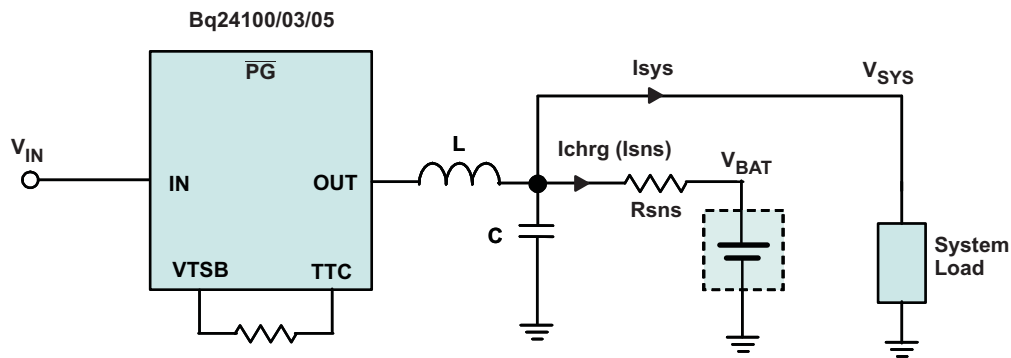 Bq24100/03/05
PG
Isys
VSYS
VIN
L
Ichrg (Isns)
VBAT
IN
OUT
Rsns
C
System
Load
VTSB
TTC